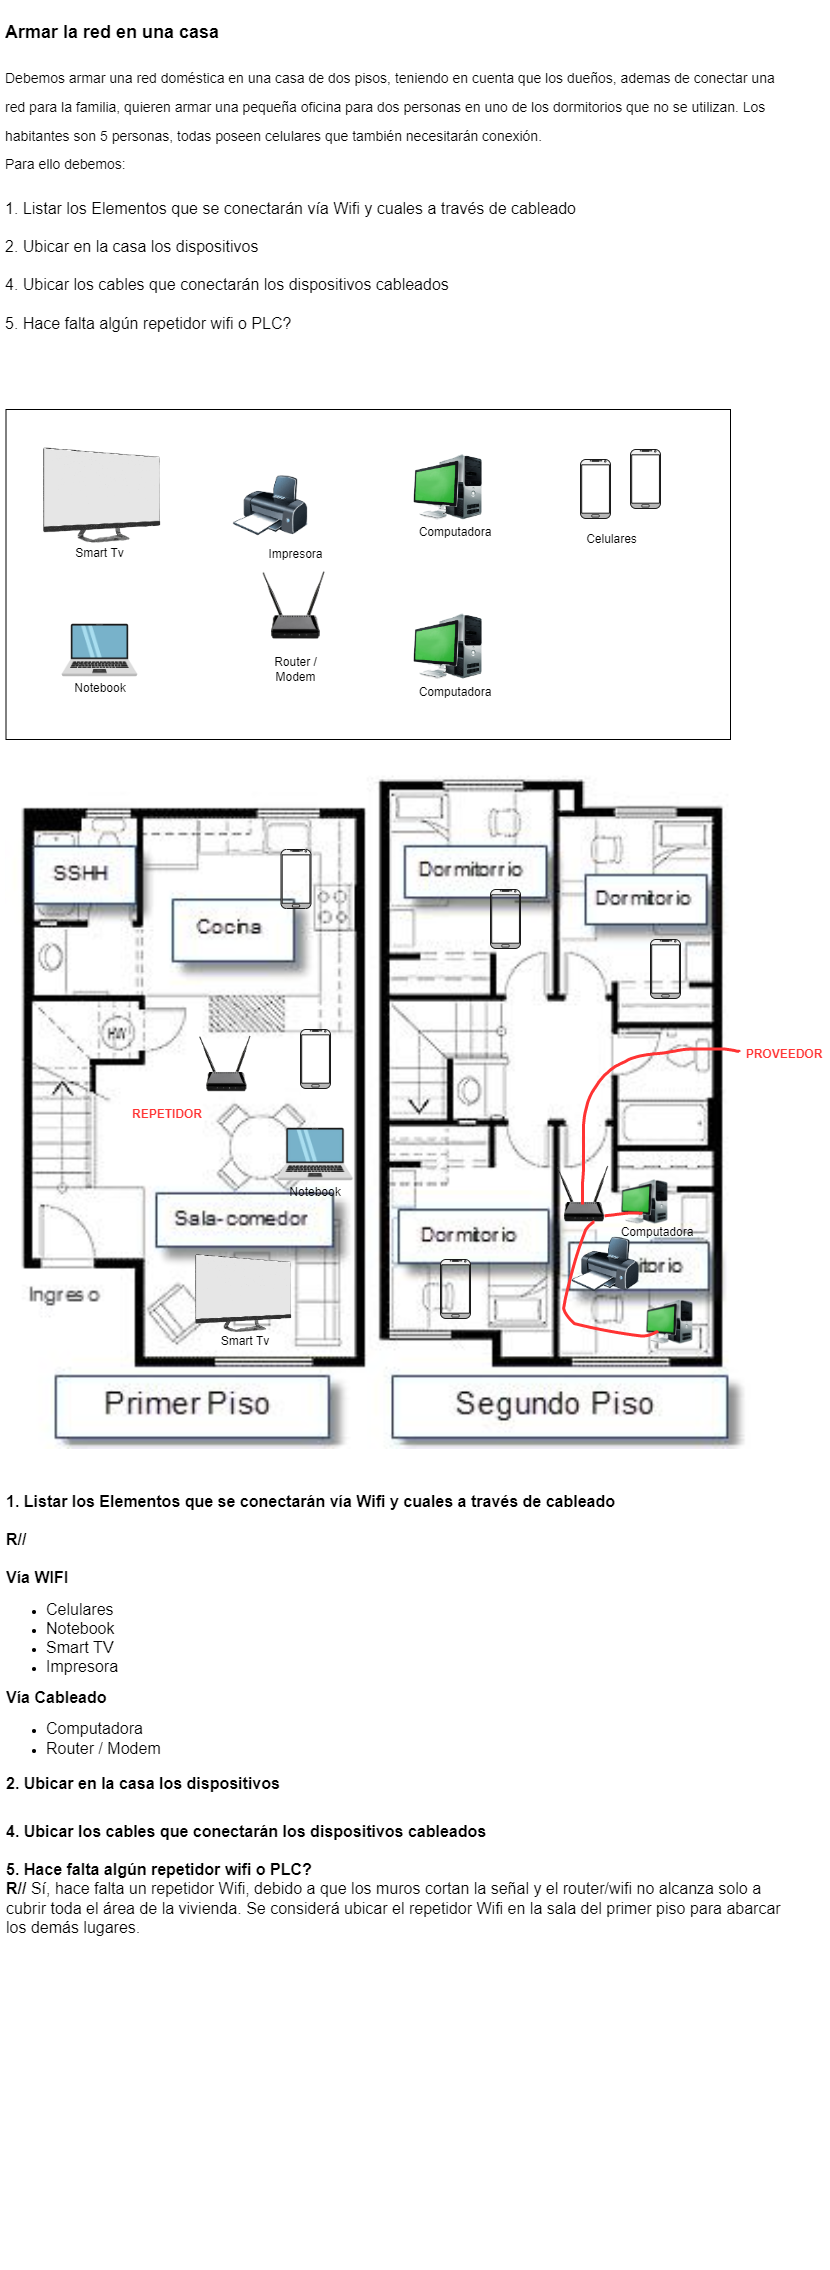 Armar la red en una casa
Debemos armar una red doméstica en una casa de dos pisos, teniendo en cuenta que los dueños, ademas de conectar una
red para la familia, quieren armar una pequeña oficina para dos personas en uno de los dormitorios que no se utilizan. Los
habitantes son 5 personas, todas poseen celulares que también necesitarán conexión.
Para ello debemos:
1. Listar los Elementos que se conectarán vía Wifi y cuales a través de cableado
2. Ubicar en la casa los dispositivos
4. Ubicar los cables que conectarán los dispositivos cableados
5. Hace falta algún repetidor wifi o PLC?
Smart Tv
Impresora
Computadora
Celulares
Notebook
Router /
Modem
Computadora
SSHH
Cocina
HW
REPETIDOR
Notebook
Sala-comedor
Ingreso
Smart Tv
Primer Piso
Dormitorrio
Dormitorio
PROVEEDOR
Computadora
Dormitorio
itorio
Segundo Piso
1. Listar los Elementos que se conectarán vía Wifi y cuales a través de cableado
R//
Vía WIFI
• Celulares
• Notebook
• Smart TV
• Impresora
Vía Cableado
• Computadora
• Router / Modem
2. Ubicar en la casa los dispositivos
4. Ubicar los cables que conectarán los dispositivos cableados
5. Hace falta algún repetidor wifi o PLC?
R// Sí, hace falta un repetidor Wifi, debido a que los muros cortan la señal y el router/wifi no alcanza solo a
cubrir toda el área de la vivienda. Se considerá ubicar el repetidor Wifi en la sala del primer piso para abarcar
los demás lugares.